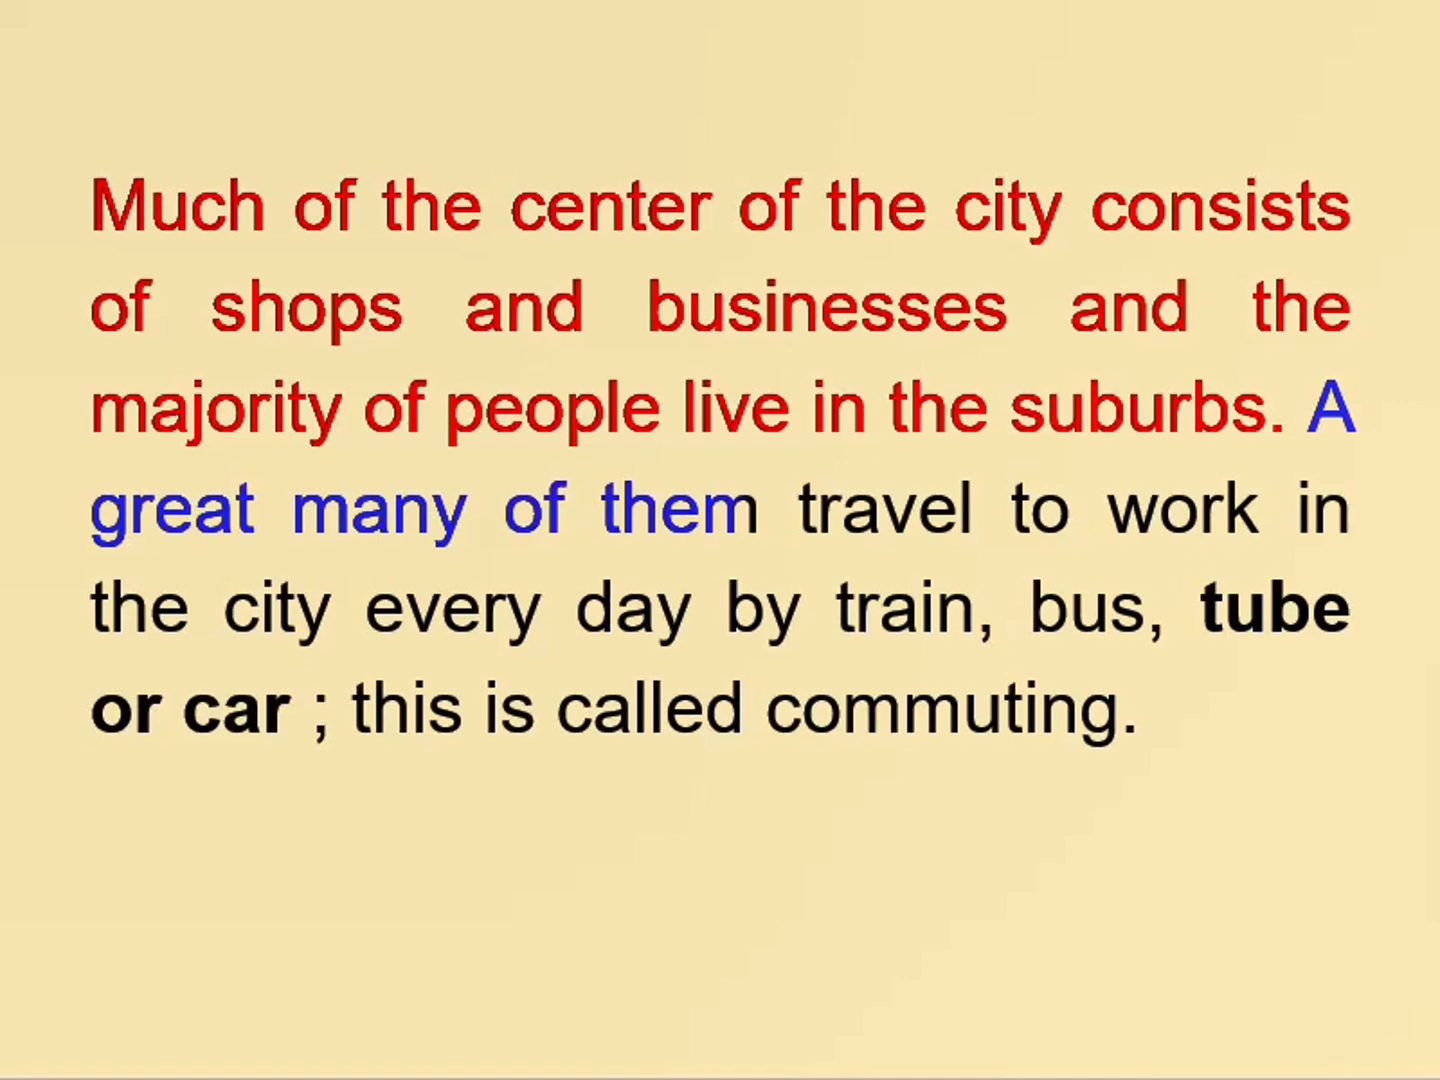 Much of the center of the city consists
of shops and businesses and the
majority of people live in the suburbs. A
great many of them travel to work in
the city every day by train, bus, tube
or car ; this is called commuting.